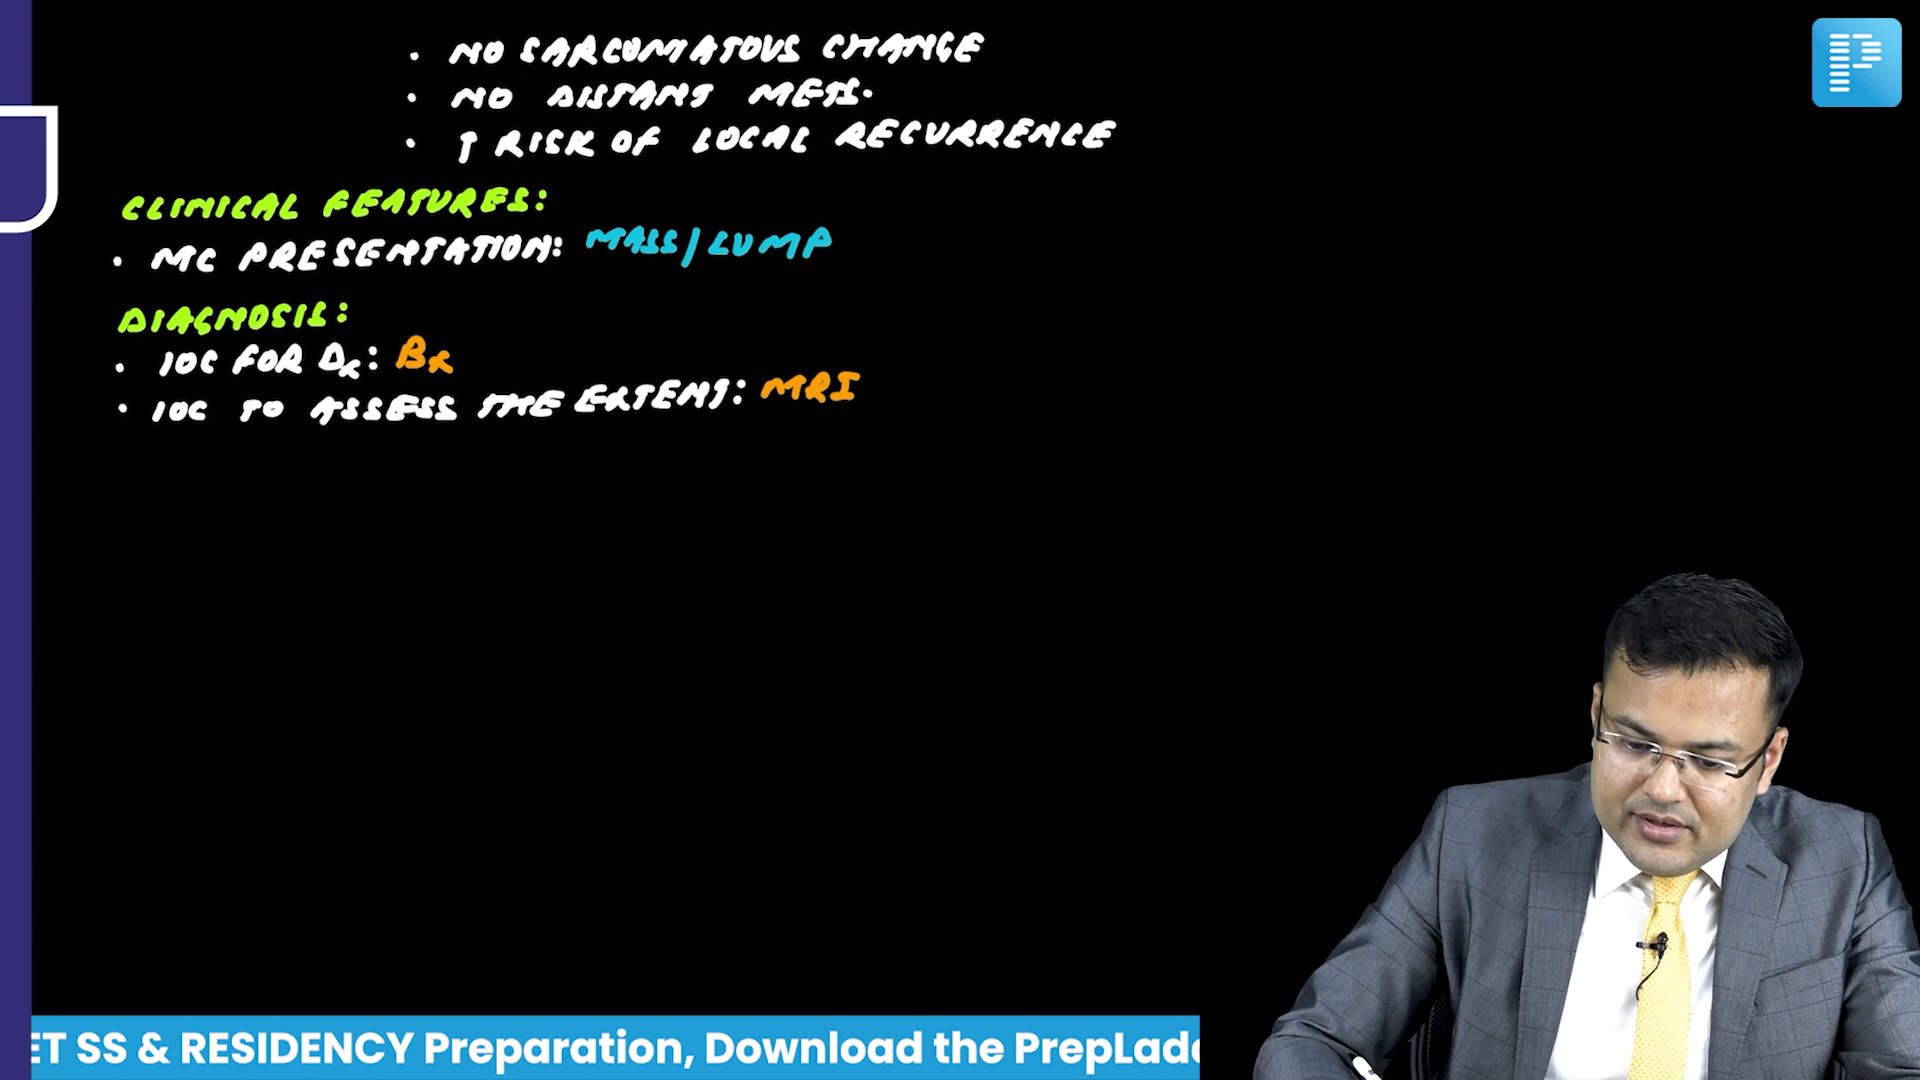 • NO SARCOMATOUS CHANGE
• NO DISTANT METS.
• ↑ RISK OF LOCAL RECURRENCE
CLINICAL FEATURES:
• MC PRESENTATION: MASS/LUMP
DIAGNOSIS:
• IOC FOR Dx: Bx
• IOC TO ASSESS THE EXTENT: MRI
ET SS & RESIDENCY Preparation, Download the PrepLadd